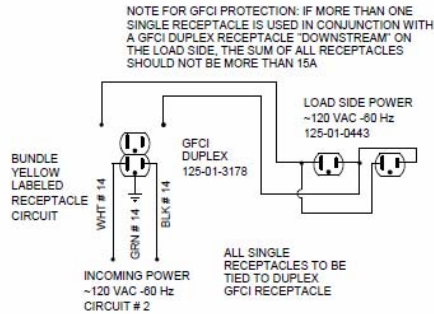 NOTE FOR GFCI PROTECTION: IF MORE THAN ONE
SINGLE RECEPTACLE IS USED IN CONJUNCTION WITH
A GFCI DUPLEX RECEPTACLE "DOWNSTREAM" ON
THE LOAD SIDE, THE SUM OF ALL RECEPTACLES
SHOULD NOT BE MORE THAN 15A
LOAD SIDE POWER
~120 VAC -60 Hz
125-01-0443
GFCI
DUPLEX
125-01-3178
BUNDLE
YELLOW
LABELED
RECEPTACLE
CIRCUIT
WHT # 14
GRN # 14
BLK # 14
INCOMING POWER
~120 VAC -60 Hz
CIRCUIT # 2
ALL SINGLE
RECEPTACLES TO BE
TIED TO DUPLEX
GFCI RECEPTACLE